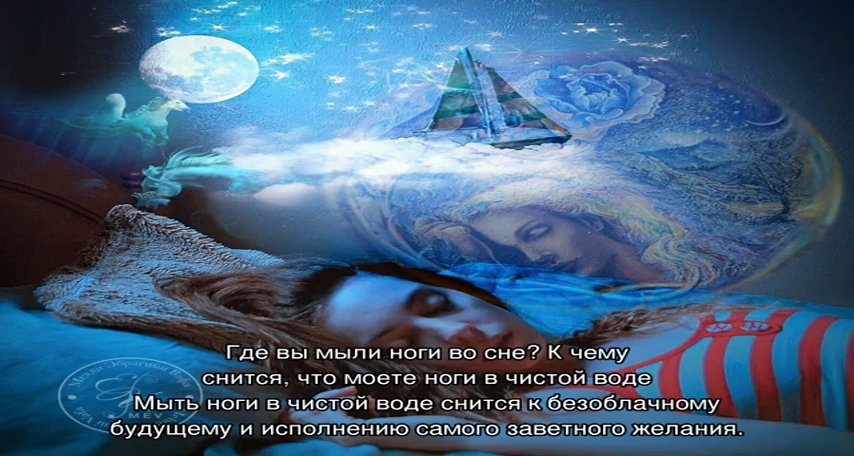 Где вы мыли ноги во сне? К чему
снится, что моете ноги в чистой воде
Мыть ноги в чистой воде снится к безоблачному
будущему и исполнению самого заветного желания.